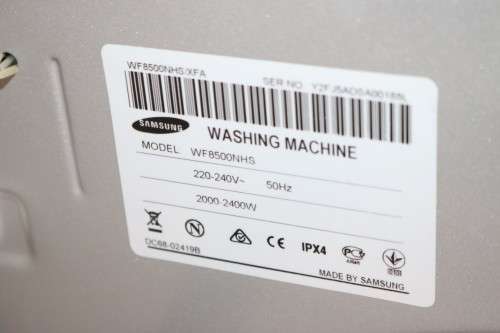 WF8500NHS/XFA
SER NO.
SAMSUNG
WASHING MACHINE
MODEL WF8500NHS
220-240V~ 50Hz
2000-2400W
N CE IPX4
DC68-02419B
MADE BY SAMSUNG